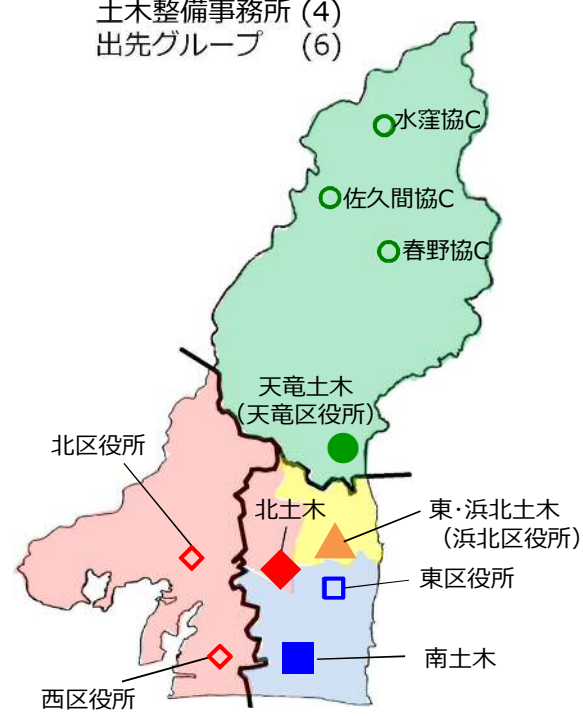 土木整備事務所 (4)
出先グループ (6)
水窪協C
佐久間協C
春野協C
天竜土木
(天竜区役所)
北区役所
北土木
東･浜北土木
(浜北区役所)
東区役所
南土木
西区役所